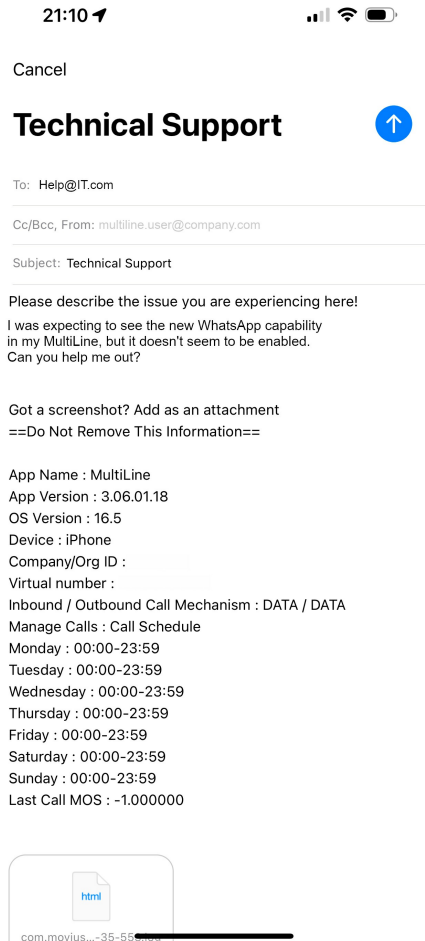 21:10
Cancel
Technical Support
To: Help@IT.com
Cc/Bcc, From: multiline.user@company.com
Subject: Technical Support
Please describe the issue you are experiencing here!
I was expecting to see the new WhatsApp capability
in my MultiLine, but it doesn't seem to be enabled.
Can you help me out?
Got a screenshot? Add as an attachment
==Do Not Remove This Information==
App Name : MultiLine
App Version : 3.06.01.18
OS Version : 16.5
Device : iPhone
Company/Org ID :
Virtual number :
Inbound / Outbound Call Mechanism : DATA / DATA
Manage Calls : Call Schedule
Monday : 00:00-23:59
Tuesday : 00:00-23:59
Wednesday : 00:00-23:59
Thursday : 00:00-23:59
Friday : 00:00-23:59
Saturday : 00:00-23:59
Sunday : 00:00-23:59
Last Call MOS : -1.000000
html
com.movius...-35-55